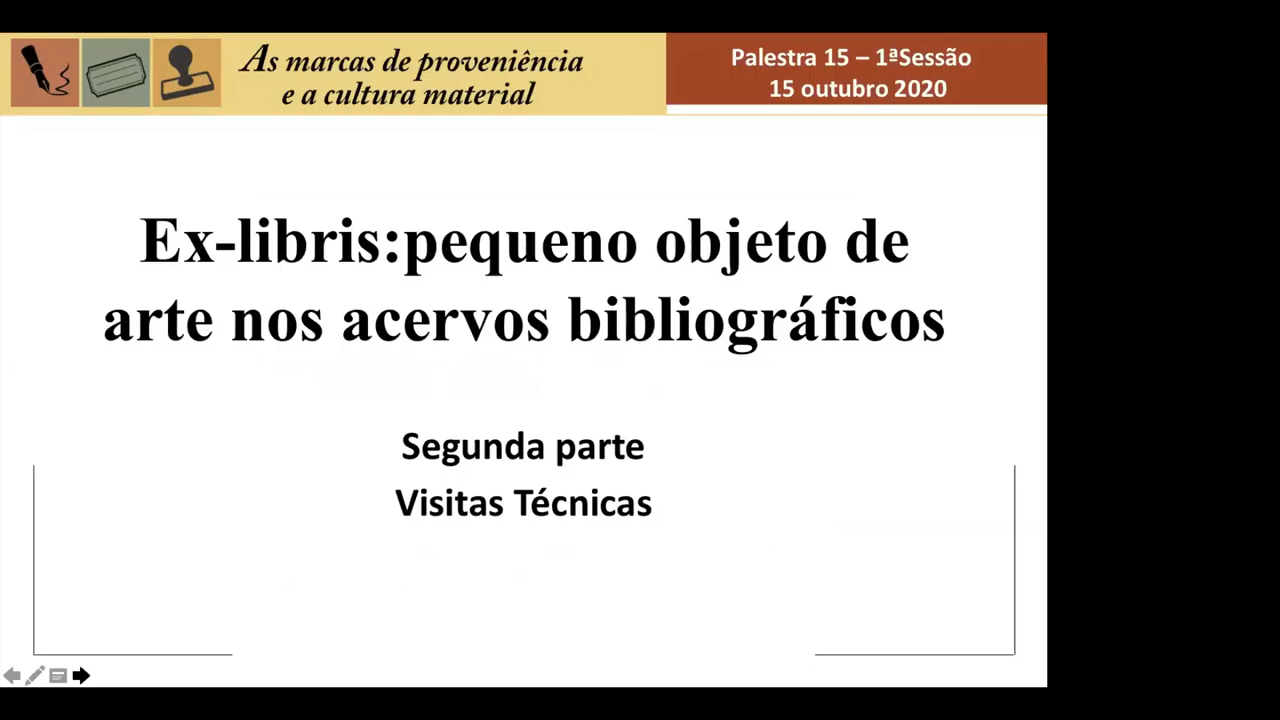 As marcas de proveniência
e a cultura material
Palestra 15 – 1ªSessão
15 outubro 2020
Ex-libris:pequeno objeto de
arte nos acervos bibliográficos
Segunda parte
Visitas Técnicas